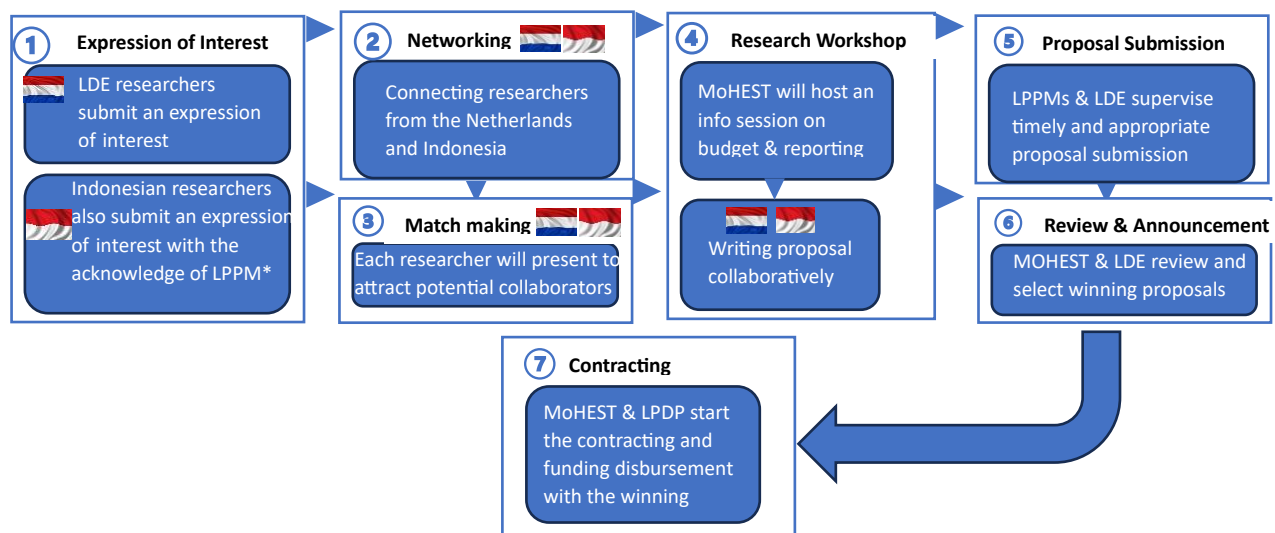 1 Expression of Interest
LDE researchers
submit an expression
of interest
Indonesian researchers
also submit an expression
of interest with the
acknowledge of LPPM*
2 Networking
Connecting researchers
from the Netherlands
and Indonesia
3 Match making
Each researcher will present to
attract potential collaborators
4 Research Workshop
MoHEST will host an
info session on
budget & reporting
Writing proposal
collaboratively
5 Proposal Submission
LPPMs & LDE supervise
timely and appropriate
proposal submission
6 Review & Announcement
MOHEST & LDE review and
select winning proposals
7 Contracting
MoHEST & LPDP start
the contracting and
funding disbursement
with the winning